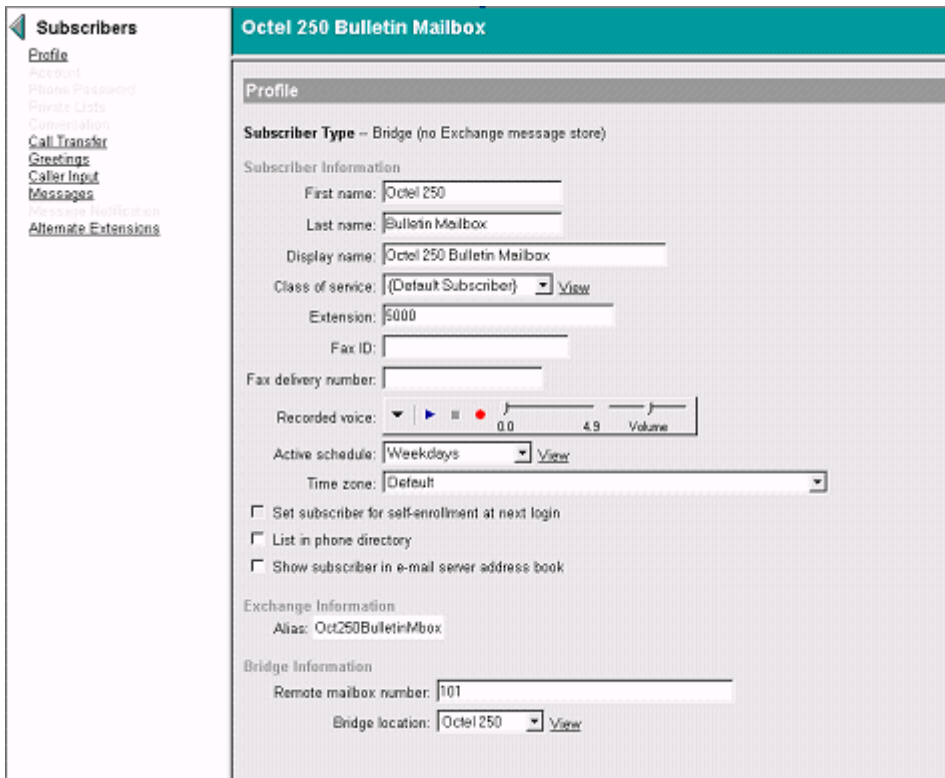 Subscribers
Profile
Account
Phone Password
Private Lists
Conversation
Call Transfer
Greetings
Caller Input
Messages
Message Notification
Alternate Extensions
Octel 250 Bulletin Mailbox
Profile
Subscriber Type -- Bridge (no Exchange message store)
Subscriber Information
First name: Octel 250
Last name: Bulletin Mailbox
Display name: Octel 250 Bulletin Mailbox
Class of service: {Default Subscriber} View
Extension: 5000
Fax ID:
Fax delivery number:
Recorded voice: 0.0 4.9 Volume
Active schedule: Weekdays View
Time zone: Default
Set subscriber for self-enrollment at next login
List in phone directory
Show subscriber in e-mail server address book
Exchange Information
Alias: Oct250BulletinMbox
Bridge Information
Remote mailbox number: 101
Bridge location: Octel 250 View